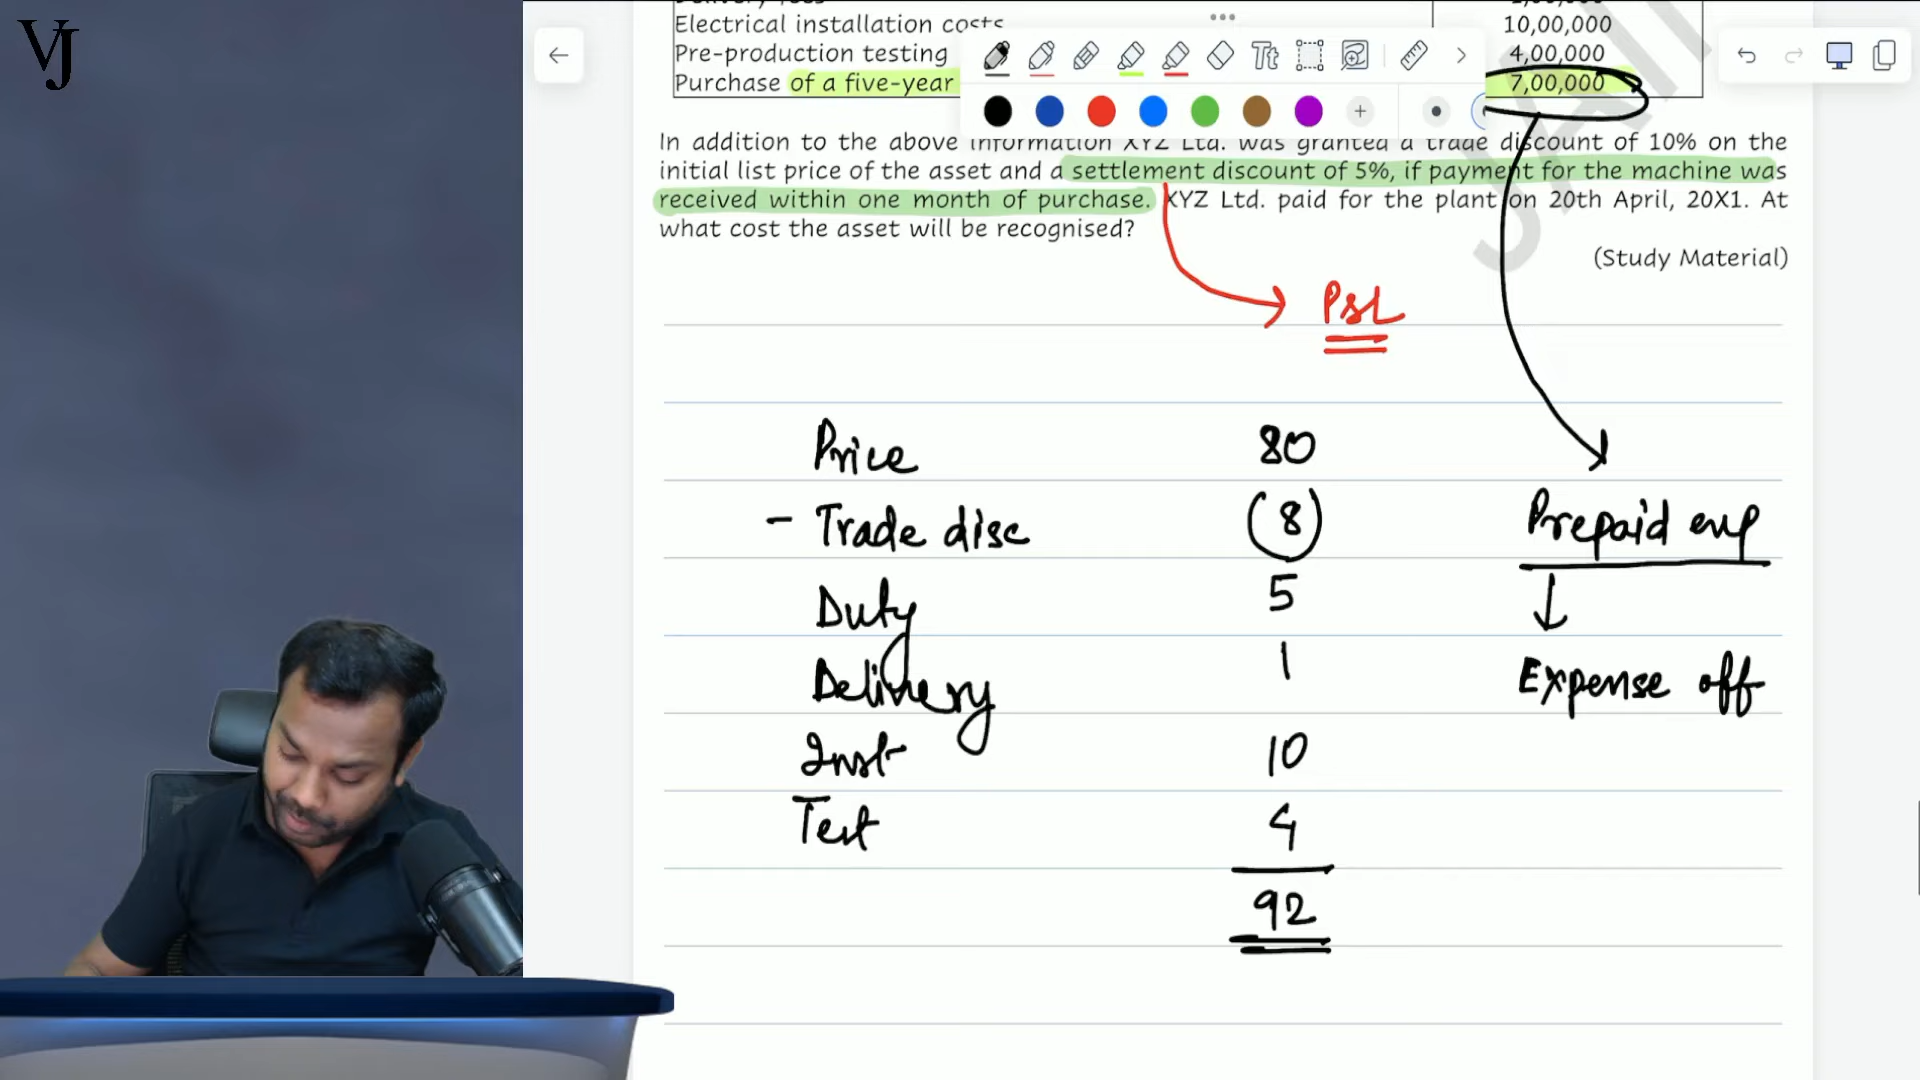 VJ
Electrical installation costs 10,00,000
Pre-production testing 4,00,000
Purchase of a five-year 7,00,000
Tt
In addition to the above information XYZ Ltd. was granted a trade discount of 10% on the
initial list price of the asset and a settlement discount of 5%, if payment for the machine was
received within one month of purchase. XYZ Ltd. paid for the plant on 20th April, 20X1. At
what cost the asset will be recognised?
(Study Material)
P&L
Price 80
- Trade disc (8)
Prepaid exp
Duty 5
Delivery 1
Expense off
Inst 10
Test 4
92